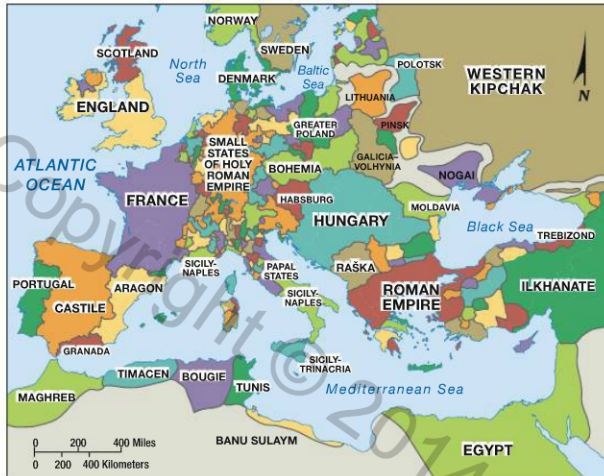 NORWAY
SWEDEN
SCOTLAND
North
Sea
DENMARK
Baltic
Sea
POLOTSK
WESTERN
KIPCHAK
N
LITHUANIA
ENGLAND
PINSK
GREATER
POLAND
SMALL
STATES
OF HOLY
ROMAN
EMPIRE
ATLANTIC
OCEAN
GALICIA-
VOLHYNIA
BOHEMIA
NOGAI
FRANCE
HABSBURG
HUNGARY
MOLDAVIA
Black Sea
TREBIZOND
SICILY-
NAPLES
PAPAL
STATES
RAŠKA
PORTUGAL
ARAGON
CASTILE
SICILY-
NAPLES
ROMAN
EMPIRE
ILKHANATE
GRANADA
SICILY-
TRINACRIA
TIMACEN
BOUGIE
TUNIS
MAGHREB
Mediterranean Sea
BANU SULAYM
EGYPT
0 200 400 Miles
0 200 400 Kilometers
Copyright © 2014